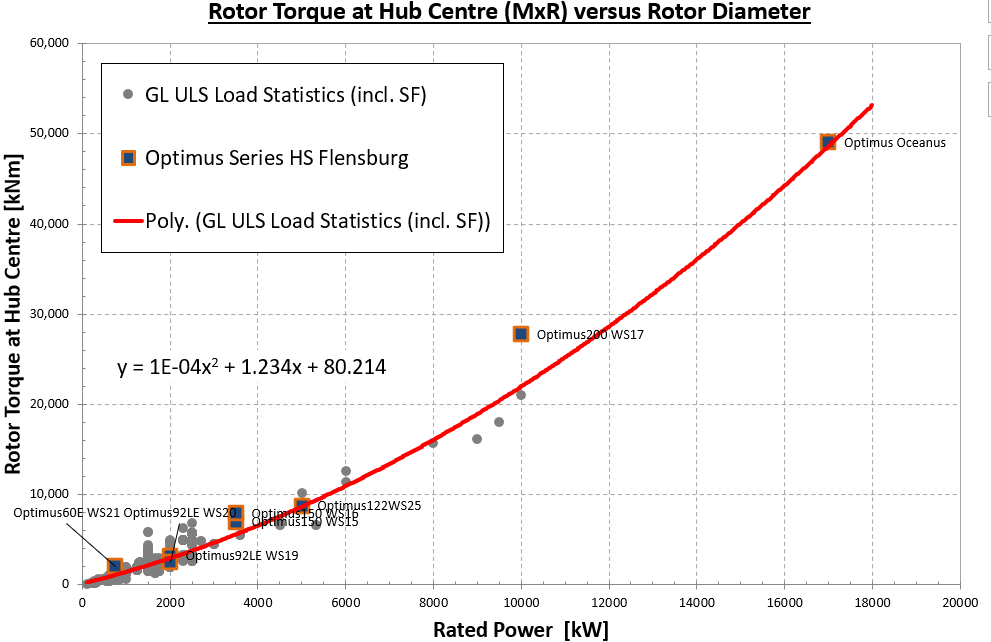 Rotor Torque at Hub Centre (MxR) versus Rotor Diameter
60,000
50,000
40,000
30,000
20,000
10,000
0
Rotor Torque at Hub Centre [kNm]
GL ULS Load Statistics (incl. SF)
Optimus Series HS Flensburg
Poly. (GL ULS Load Statistics (incl. SF))
Optimus Oceanus
Optimus200 WS17
y = 1E-04x² + 1.234x + 80.214
Optimus122WS25
Optimus60E WS21
Optimus92LE WS20
Optimus150 WS16
Optimus150 WS15
Optimus92LE WS19
0 2000 4000 6000 8000 10000 12000 14000 16000 18000 20000
Rated Power [kW]